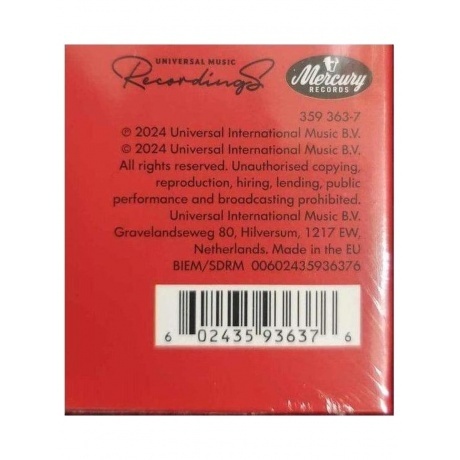 UNIVERSAL MUSIC
Recordings
Mercury
RECORDS
359 363-7
℗ 2024 Universal International Music B.V.
© 2024 Universal International Music B.V.
All rights reserved. Unauthorised copying,
reproduction, hiring, lending, public
performance and broadcasting prohibited.
Universal International Music B.V.
Gravelandseweg 80, Hilversum, 1217 EW,
Netherlands. Made in the EU
BIEM/SDRM 00602435936376
6 02435 93637 6